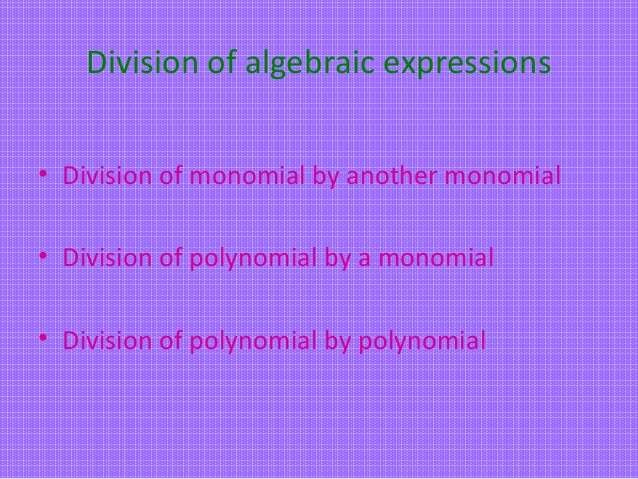 Division of algebraic expressions
• Division of monomial by another monomial
• Division of polynomial by a monomial
• Division of polynomial by polynomial